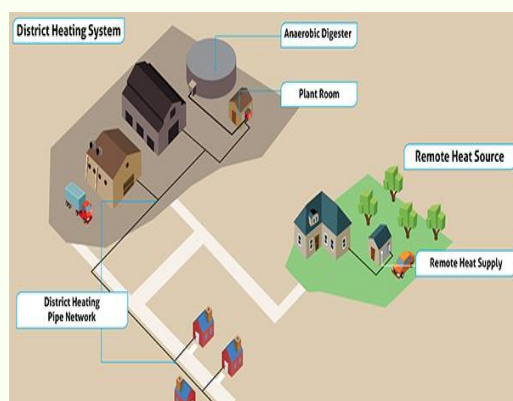 District Heating System
Anaerobic Digester
Plant Room
Remote Heat Source
Remote Heat Supply
District Heating
Pipe Network